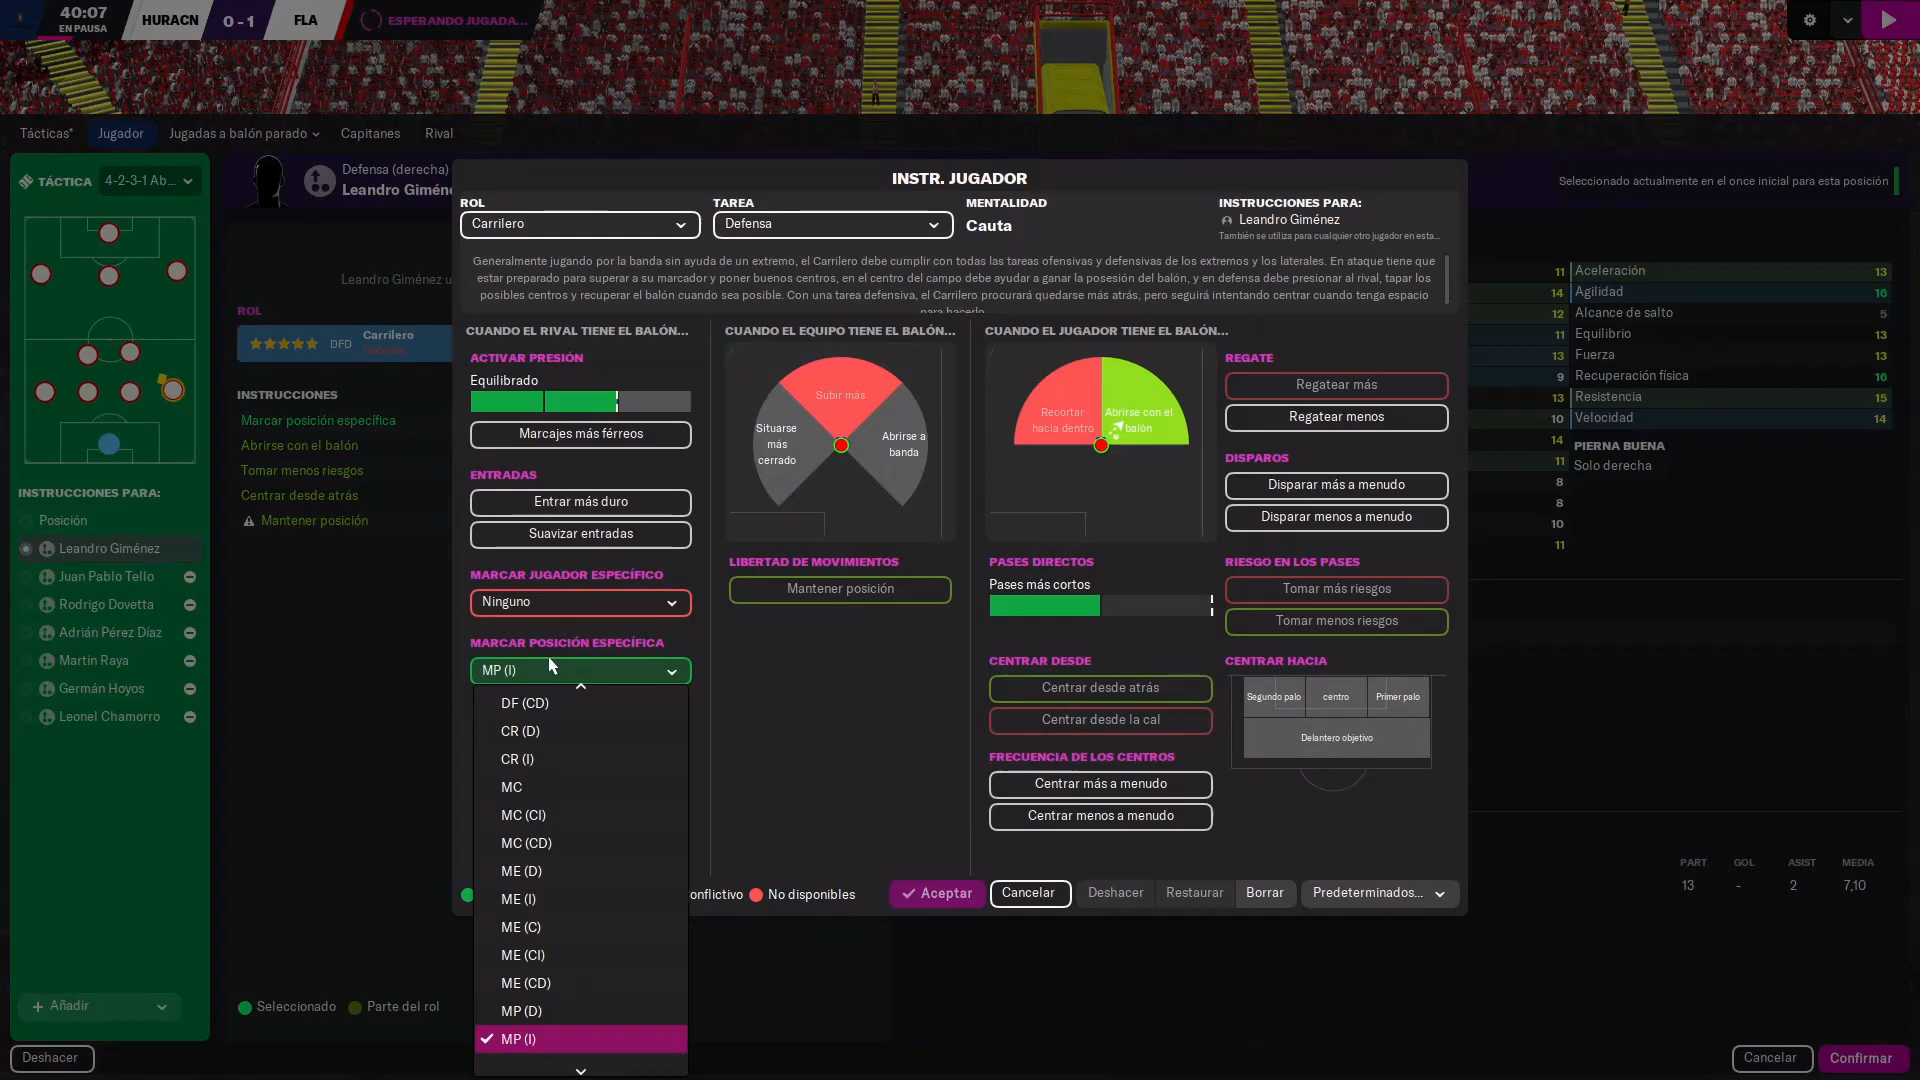 40:07
EN PAUSA
HURACN
0 - 1
FLA
ESPERANDO JUGADA...
Tácticas*
Jugador
Jugadas a balón parado
Capitanes
Rival
TÁCTICA
4-2-3-1 Ab...
Defensa (derecha)
Leandro Giméne
Seleccionado actualmente en el once inicial para esta posición
Leandro Giménez u
ROL
DFD
Carrilero
Defensa
INSTRUCCIONES
Marcar posición específica
Abrirse con el balón
Tomar menos riesgos
Centrar desde atrás
Mantener posición
INSTRUCCIONES PARA:
Posición
Leandro Giménez
Juan Pablo Tello
Rodrigo Dovetta
Adrián Pérez Díaz
Martín Raya
Germán Hoyos
Leonel Chamorro
Añadir
Seleccionado
Parte del rol
Deshacer
INSTR. JUGADOR
ROL
Carrilero
TAREA
Defensa
MENTALIDAD
Cauta
INSTRUCCIONES PARA:
Leandro Giménez
También se utiliza para cualquier otro jugador en esta...
Generalmente jugando por la banda sin ayuda de un extremo, el Carrilero debe cumplir con todas las tareas ofensivas y defensivas de los extremos y los laterales. En ataque tiene que
estar preparado para superar a su marcador y poner buenos centros, en el centro del campo debe ayudar a ganar la posesión del balón, y en defensa debe presionar al rival, tapar los
posibles centros y recuperar el balón cuando sea posible. Con una tarea defensiva, el Carrilero procurará quedarse más atrás, pero seguirá intentando centrar cuando tenga espacio
para hacerlo.
CUANDO EL RIVAL TIENE EL BALÓN...
ACTIVAR PRESIÓN
Equilibrado
Marcajes más férreos
ENTRADAS
Entrar más duro
Suavizar entradas
MARCAR JUGADOR ESPECÍFICO
Ninguno
MARCAR POSICIÓN ESPECÍFICA
MP (I)
DF (CD)
CR (D)
CR (I)
MC
MC (CI)
MC (CD)
ME (D)
ME (I)
ME (C)
ME (CI)
ME (CD)
MP (D)
MP (I)
CUANDO EL EQUIPO TIENE EL BALÓN...
Subir más
Situarse
más
cerrado
Abrirse a
banda
LIBERTAD DE MOVIMIENTOS
Mantener posición
CUANDO EL JUGADOR TIENE EL BALÓN...
Recortar
hacia dentro
Abrirse con el
balón
PASES DIRECTOS
Pases más cortos
CENTRAR DESDE
Centrar desde atrás
Centrar desde la cal
FRECUENCIA DE LOS CENTROS
Centrar más a menudo
Centrar menos a menudo
REGATE
Regatear más
Regatear menos
DISPAROS
Disparar más a menudo
Disparar menos a menudo
RIESGO EN LOS PASES
Tomar más riesgos
Tomar menos riesgos
CENTRAR HACIA
Segundo palo
centro
Primer palo
Delantero objetivo
onflictivo
No disponibles
Aceptar
Cancelar
Deshacer
Restaurar
Borrar
Predeterminados...
11 Aceleración 13
14 Agilidad 16
12 Alcance de salto 5
11 Equilibrio 13
13 Fuerza 13
9 Recuperación física 16
13 Resistencia 15
10 Velocidad 14
14
PIERNA BUENA
11 Solo derecha
8
8
10
11
PART GOL ASIST MEDIA
13 - 2 7,10
Cancelar
Confirmar